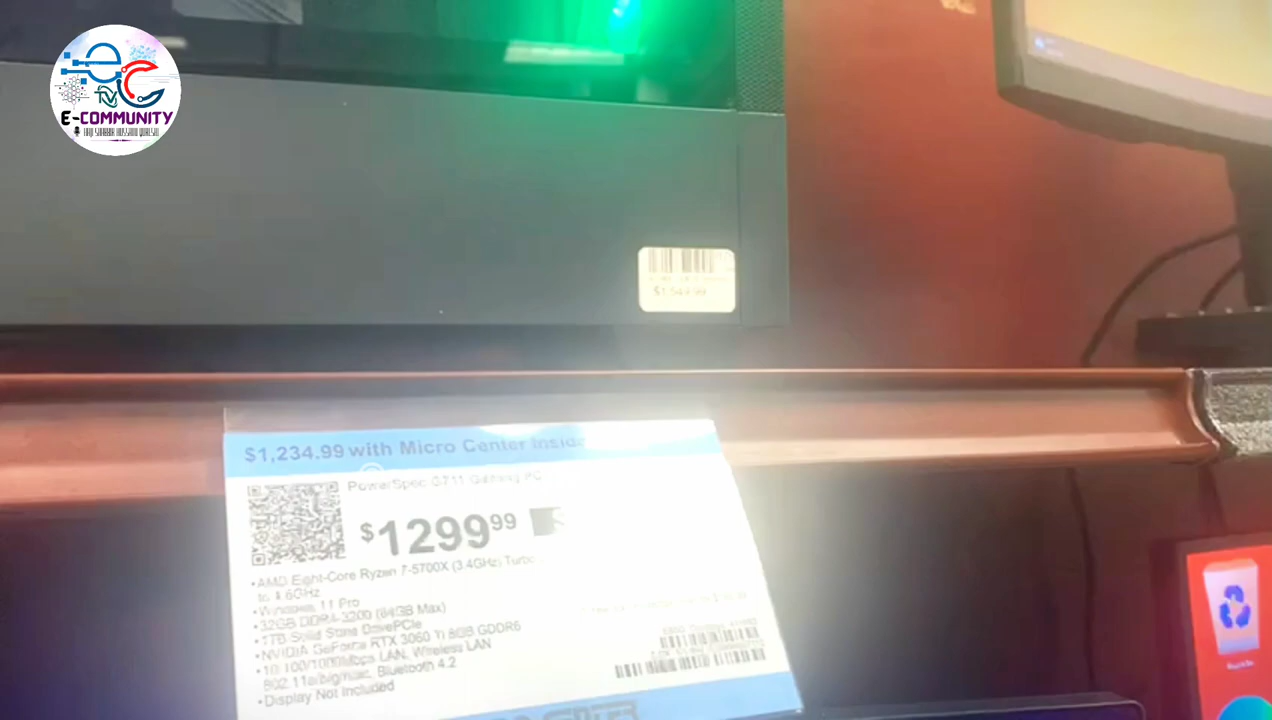 E-COMMUNITY
TV
$1,234.99 with Micro Center Insider
PowerSpec G711 Gaming PC
$1299 99
•AMD Eight-Core Ryzen 7-5700X (3.4GHz) Turbo
to 4.6GHz
•Windows 11 Pro
•32GB DDR4-3200 (64GB Max)
•1TB Solid State DrivePCIe
•NVIDIA GeForce RTX 3060 Ti 8GB GDDR6
•10/100/1000Mbps LAN, Wireless LAN
802.11a/b/g/n/ac, Bluetooth 4.2
•Display Not Included